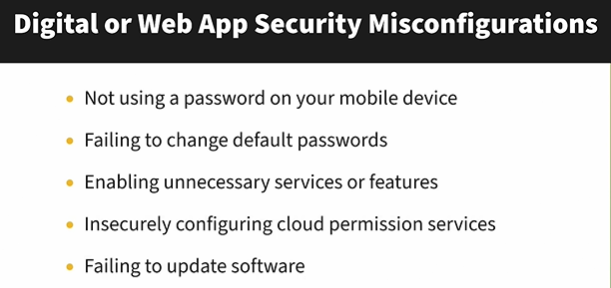 Digital or Web App Security Misconfigurations
• Not using a password on your mobile device
• Failing to change default passwords
• Enabling unnecessary services or features
• Insecurely configuring cloud permission services
• Failing to update software